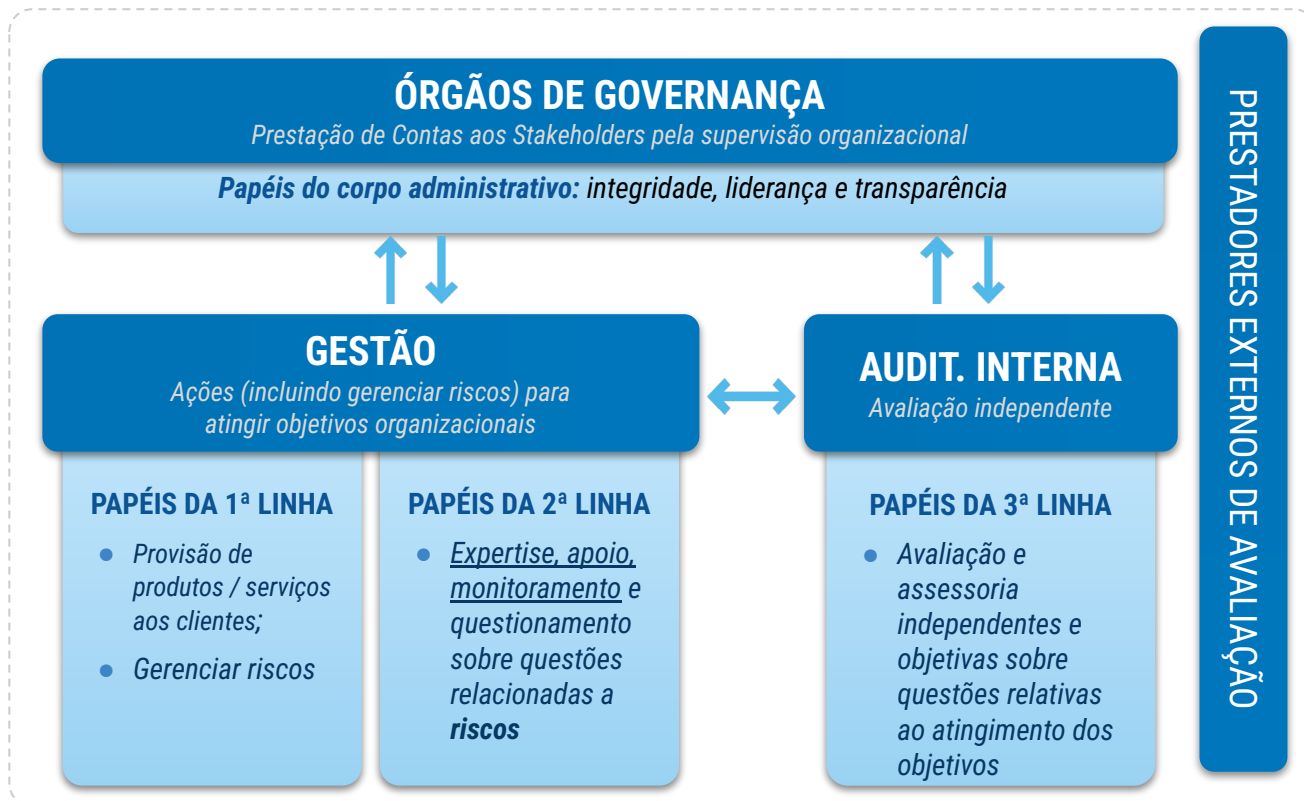 ÓRGÃOS DE GOVERNANÇA
Prestação de Contas aos Stakeholders pela supervisão organizacional
Papéis do corpo administrativo: integridade, liderança e transparência
GESTÃO
Ações (incluindo gerenciar riscos) para
atingir objetivos organizacionais
PAPÉIS DA 1ª LINHA
Provisão de
produtos / serviços
aos clientes;
Gerenciar riscos
PAPÉIS DA 2ª LINHA
Expertise, apoio,
monitoramento e
questionamento
sobre questões
relacionadas a
riscos
AUDIT. INTERNA
Avaliação independente
PAPÉIS DA 3ª LINHA
Avaliação e
assessoria
independentes e
objetivas sobre
questões relativas
ao atingimento dos
objetivos
PRESTADORES EXTERNOS DE AVALIAÇÃO